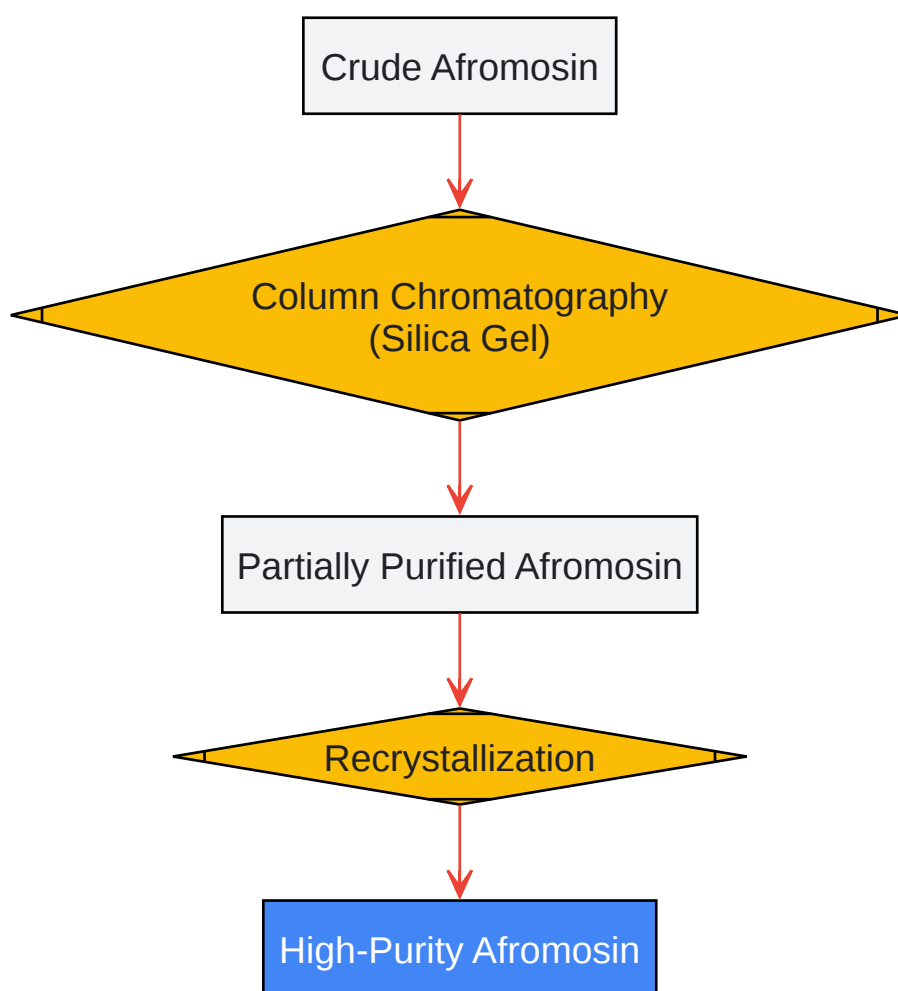 Crude Afromosin
Column Chromatography
(Silica Gel)
Partially Purified Afromosin
Recrystallization
High-Purity Afromosin